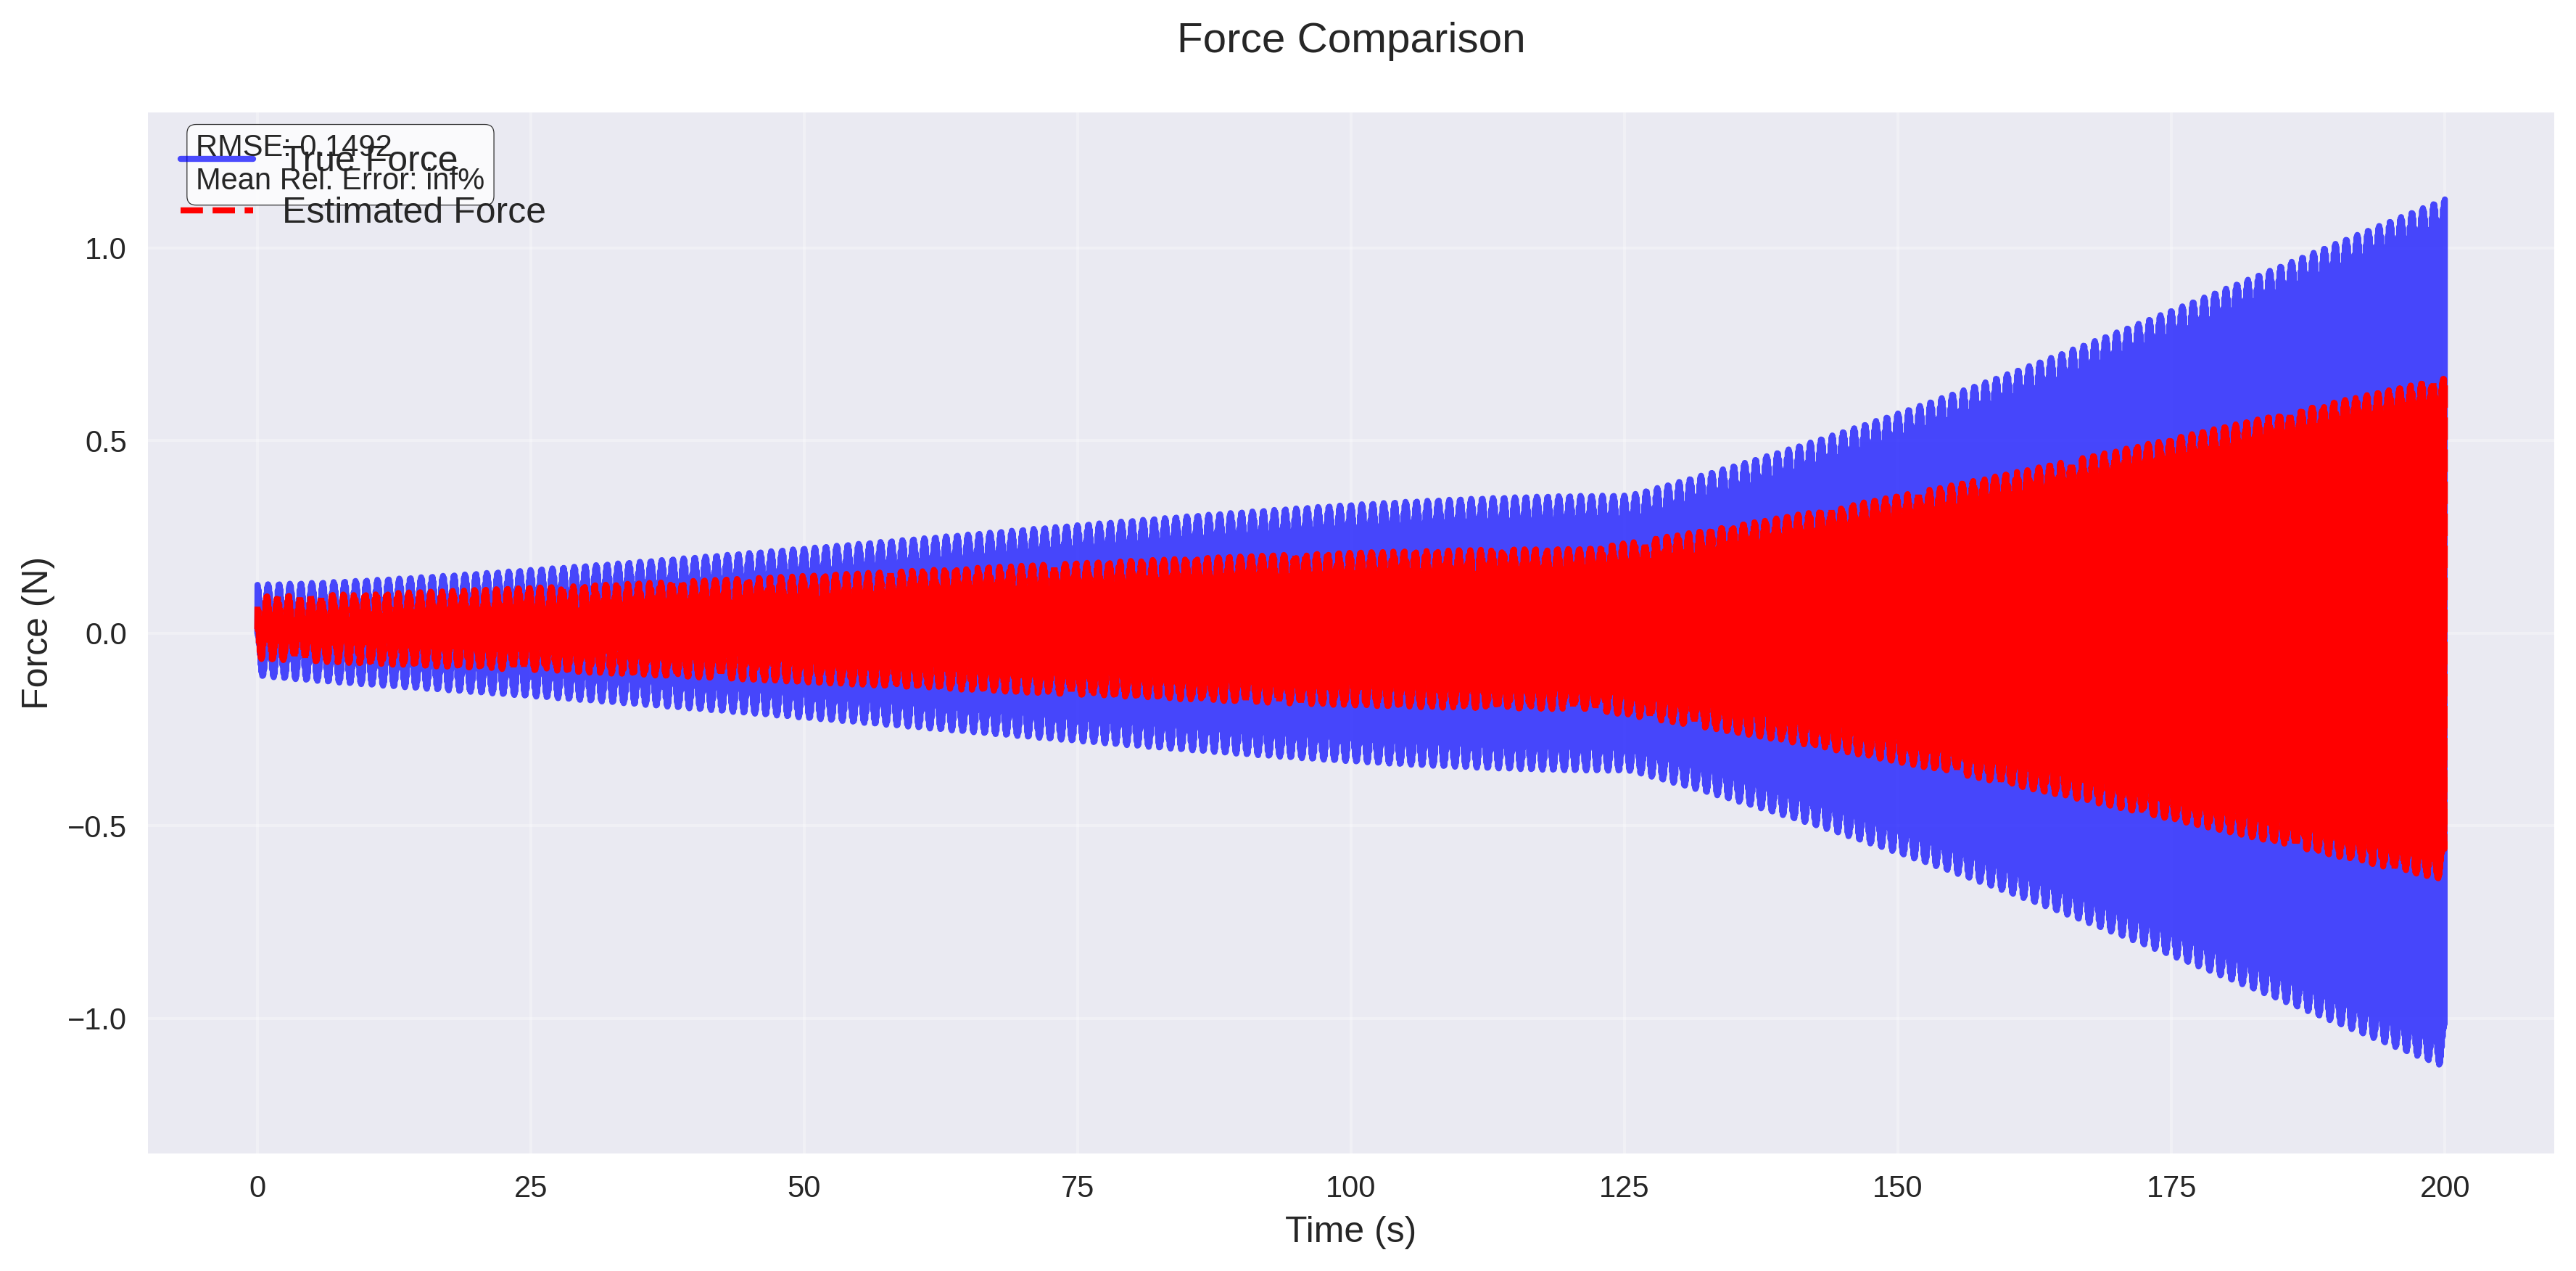 Force Comparison
RMSE: 0.1492
True Force
Mean Rel. Error: inf%
Estimated Force
1.0
0.5
0.0
−0.5
−1.0
Force (N)
0 25 50 75 100 125 150 175 200
Time (s)